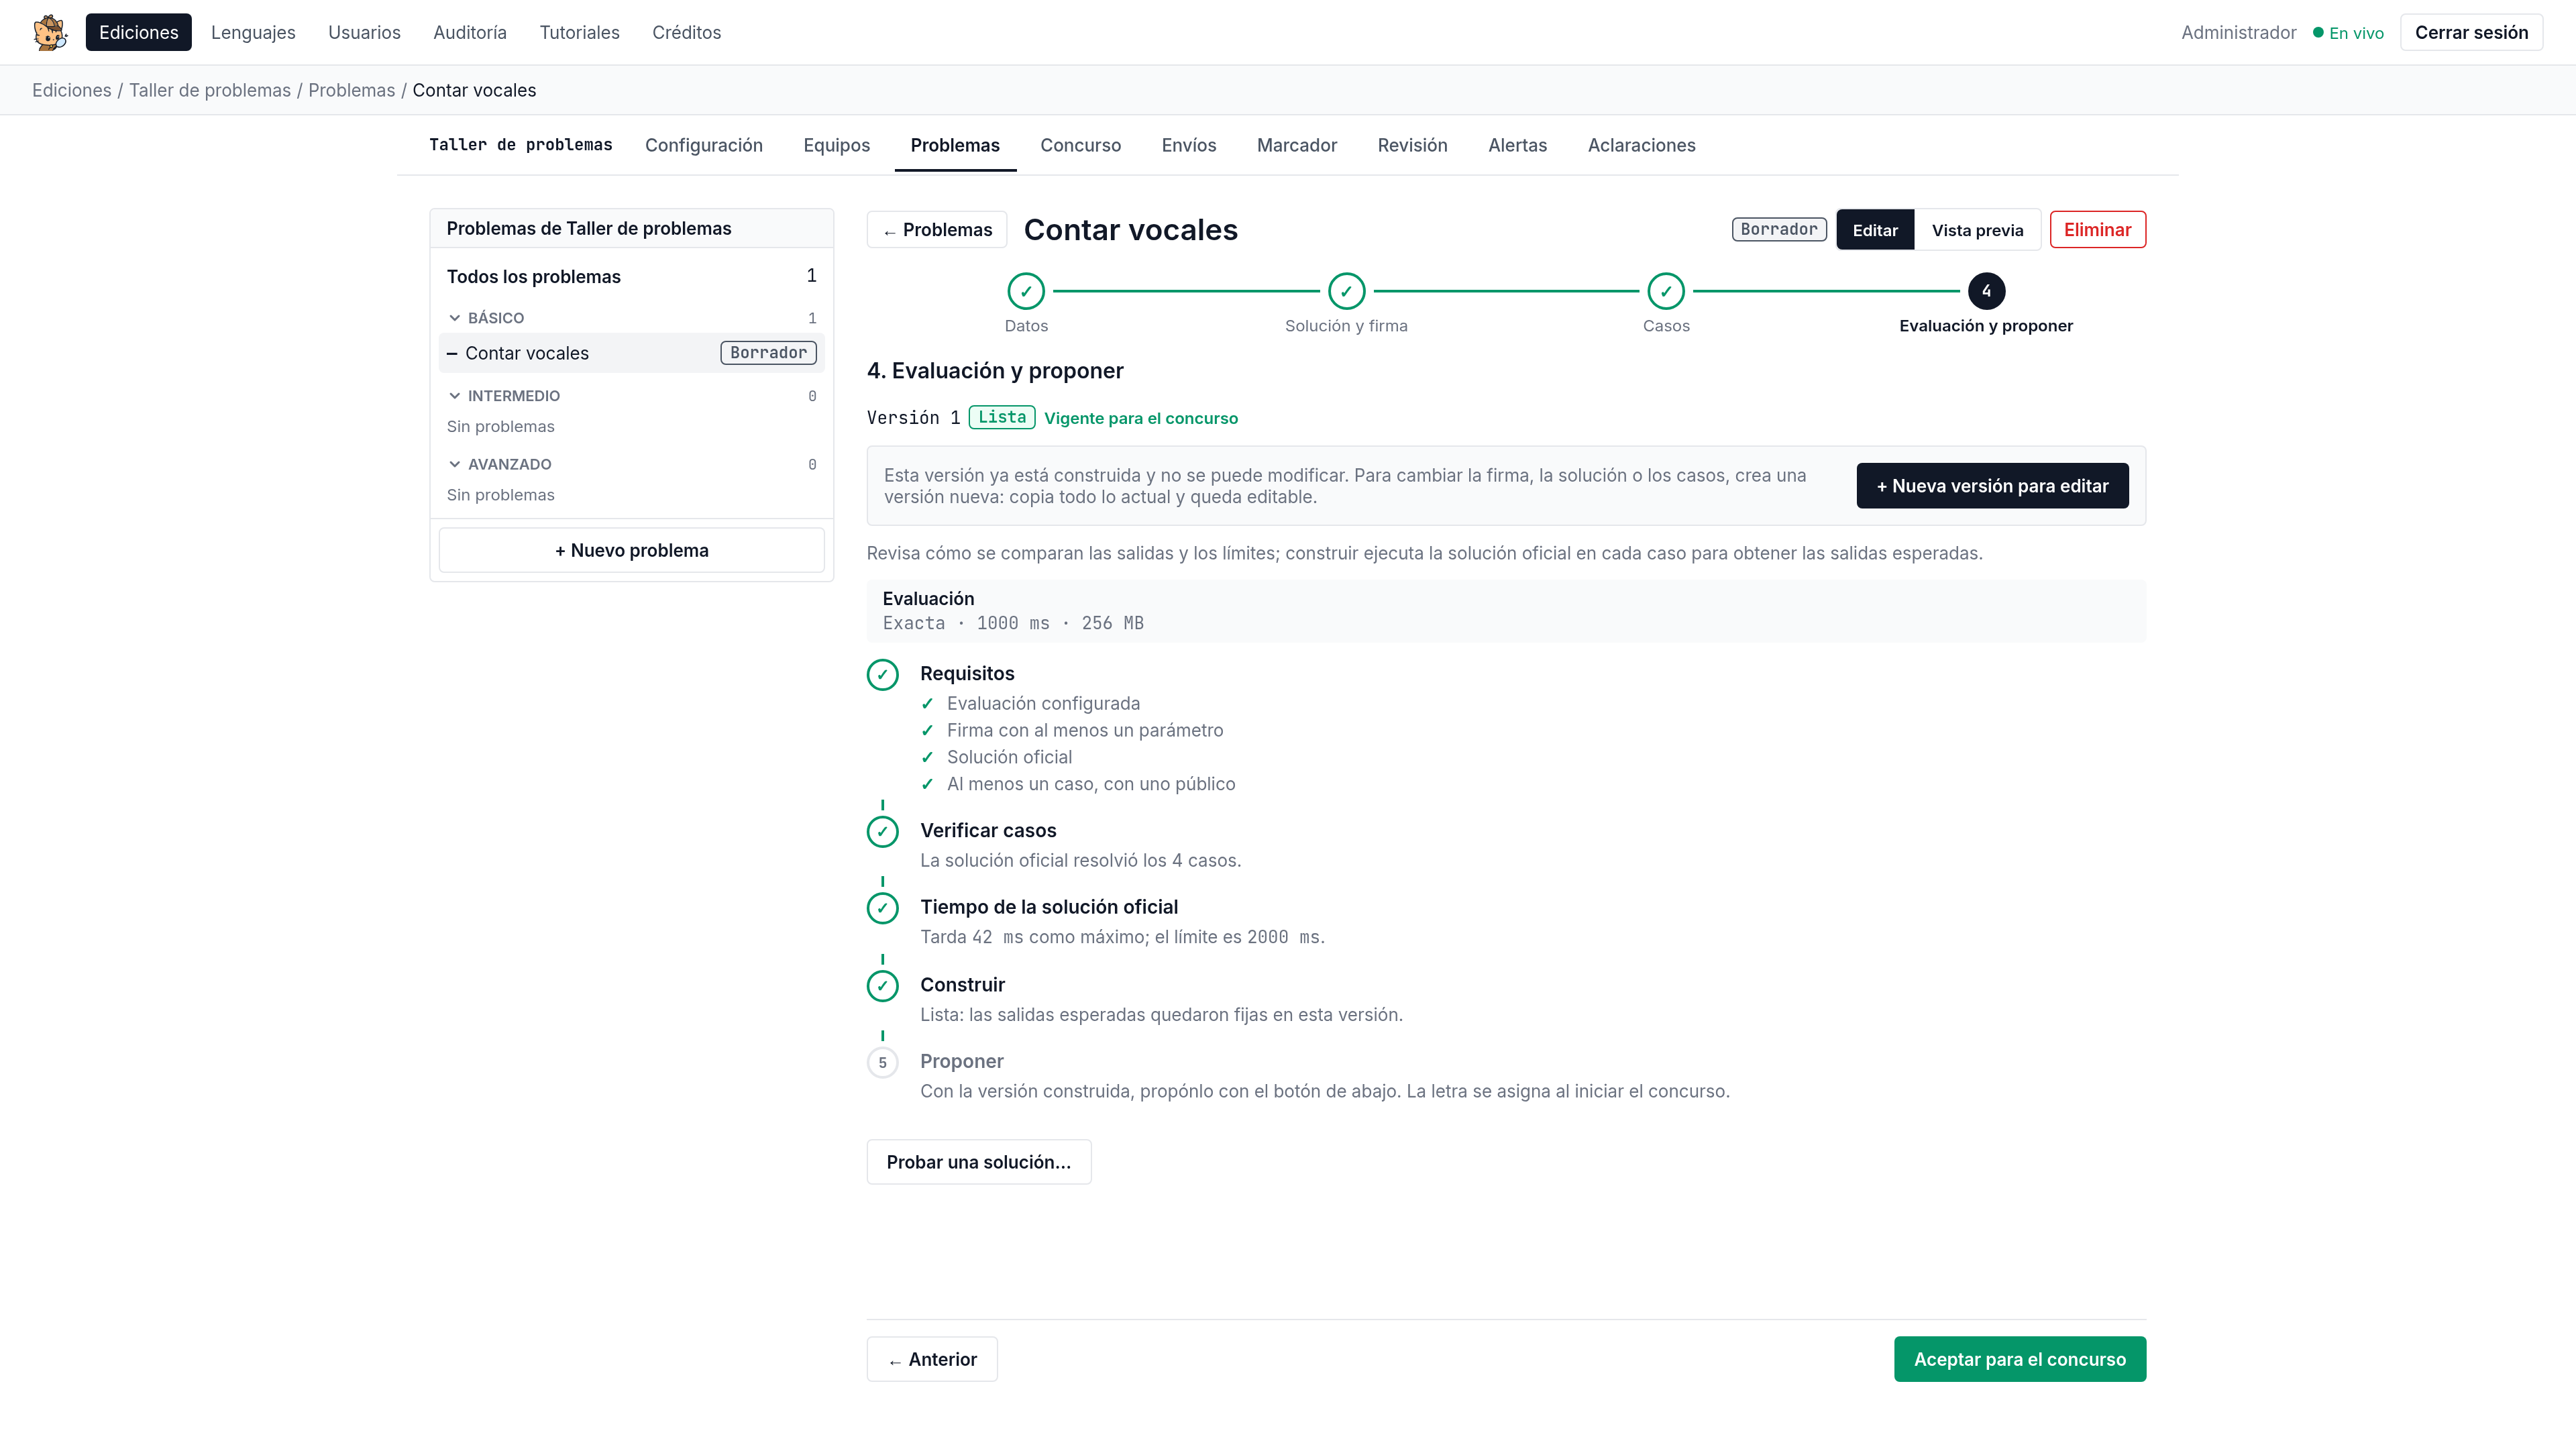 Ediciones
Lenguajes
Usuarios
Auditoría
Tutoriales
Créditos
Administrador
En vivo
Cerrar sesión
Ediciones / Taller de problemas / Problemas / Contar vocales
Taller de problemas
Configuración
Equipos
Problemas
Concurso
Envíos
Marcador
Revisión
Alertas
Aclaraciones
Problemas de Taller de problemas
Todos los problemas 1
BÁSICO 1
– Contar vocales Borrador
INTERMEDIO 0
Sin problemas
AVANZADO 0
Sin problemas
+ Nuevo problema
← Problemas
Contar vocales
Borrador
Editar
Vista previa
Eliminar
✓ ✓ ✓ 4
Datos
Solución y firma
Casos
Evaluación y proponer
4. Evaluación y proponer
Versión 1 Lista Vigente para el concurso
Esta versión ya está construida y no se puede modificar. Para cambiar la firma, la solución o los casos, crea una
versión nueva: copia todo lo actual y queda editable.
+ Nueva versión para editar
Revisa cómo se comparan las salidas y los límites; construir ejecuta la solución oficial en cada caso para obtener las salidas esperadas.
Evaluación
Exacta · 1000 ms · 256 MB
✓ Requisitos
✓ Evaluación configurada
✓ Firma con al menos un parámetro
✓ Solución oficial
✓ Al menos un caso, con uno público
✓ Verificar casos
La solución oficial resolvió los 4 casos.
✓ Tiempo de la solución oficial
Tarda 42 ms como máximo; el límite es 2000 ms.
✓ Construir
Lista: las salidas esperadas quedaron fijas en esta versión.
5 Proponer
Con la versión construida, propónlo con el botón de abajo. La letra se asigna al iniciar el concurso.
Probar una solución...
← Anterior
Aceptar para el concurso